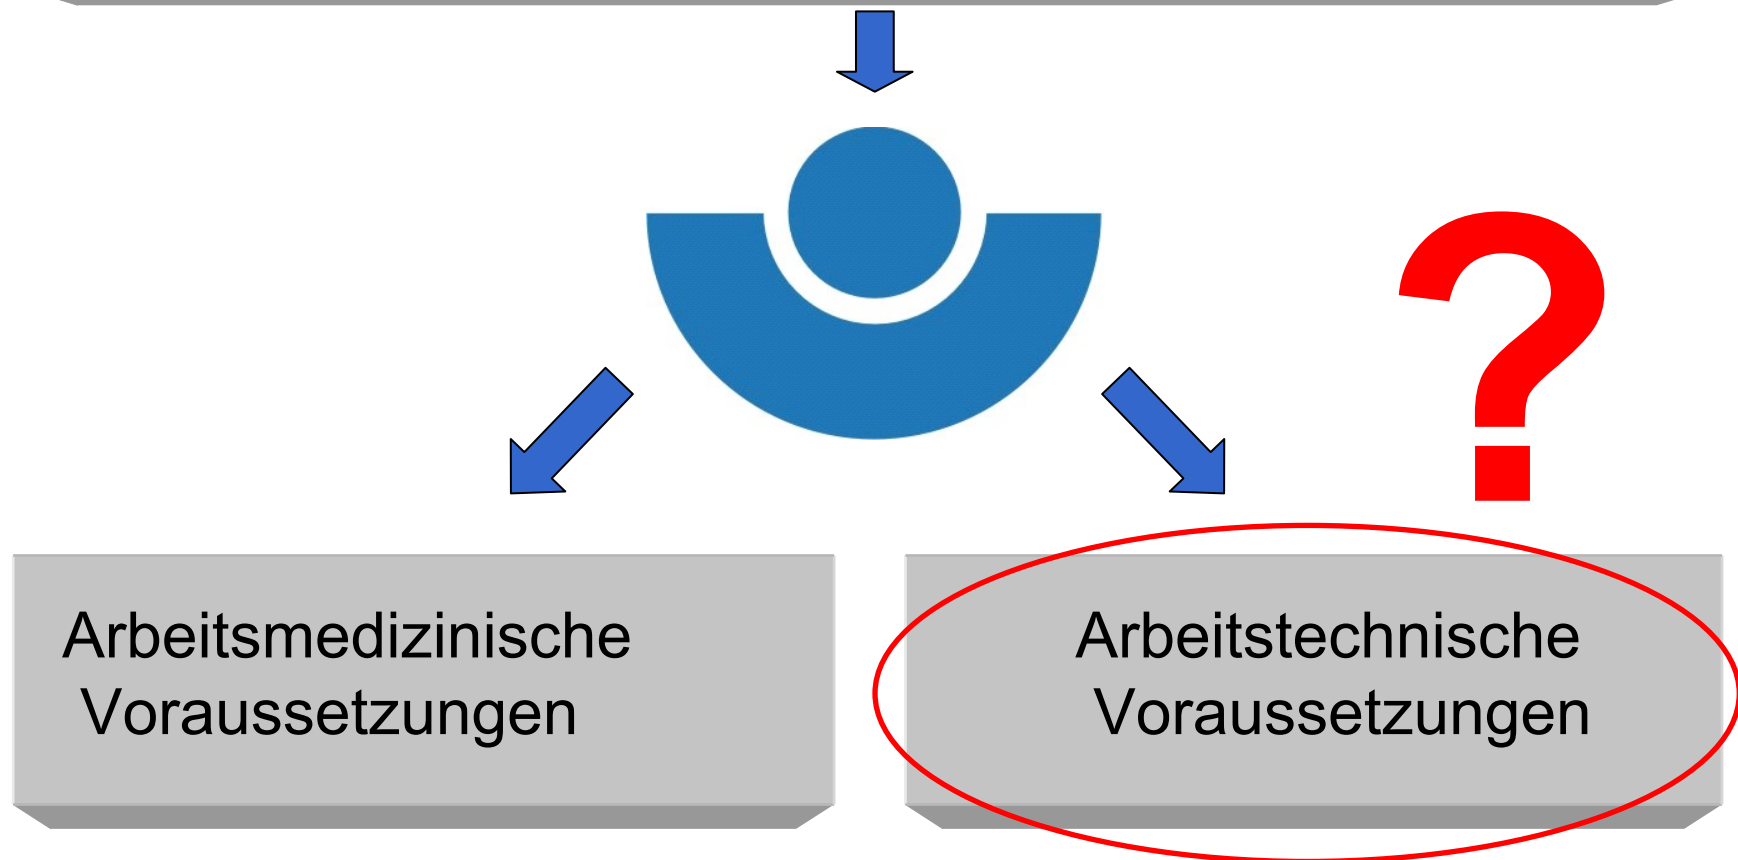 ?
Arbeitsmedizinische
Voraussetzungen
Arbeitstechnische
Voraussetzungen